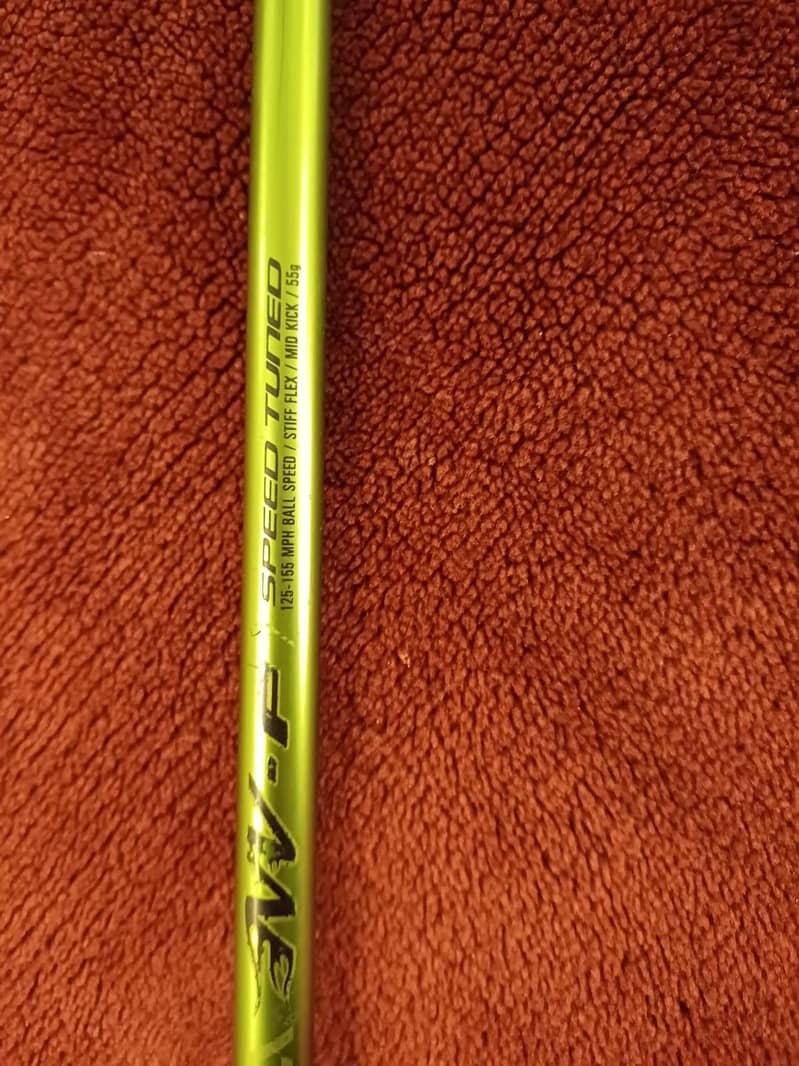 SPEED TUNED
125-155 MPH BALL SPEED / STIFF FLEX / MID KICK / 55g